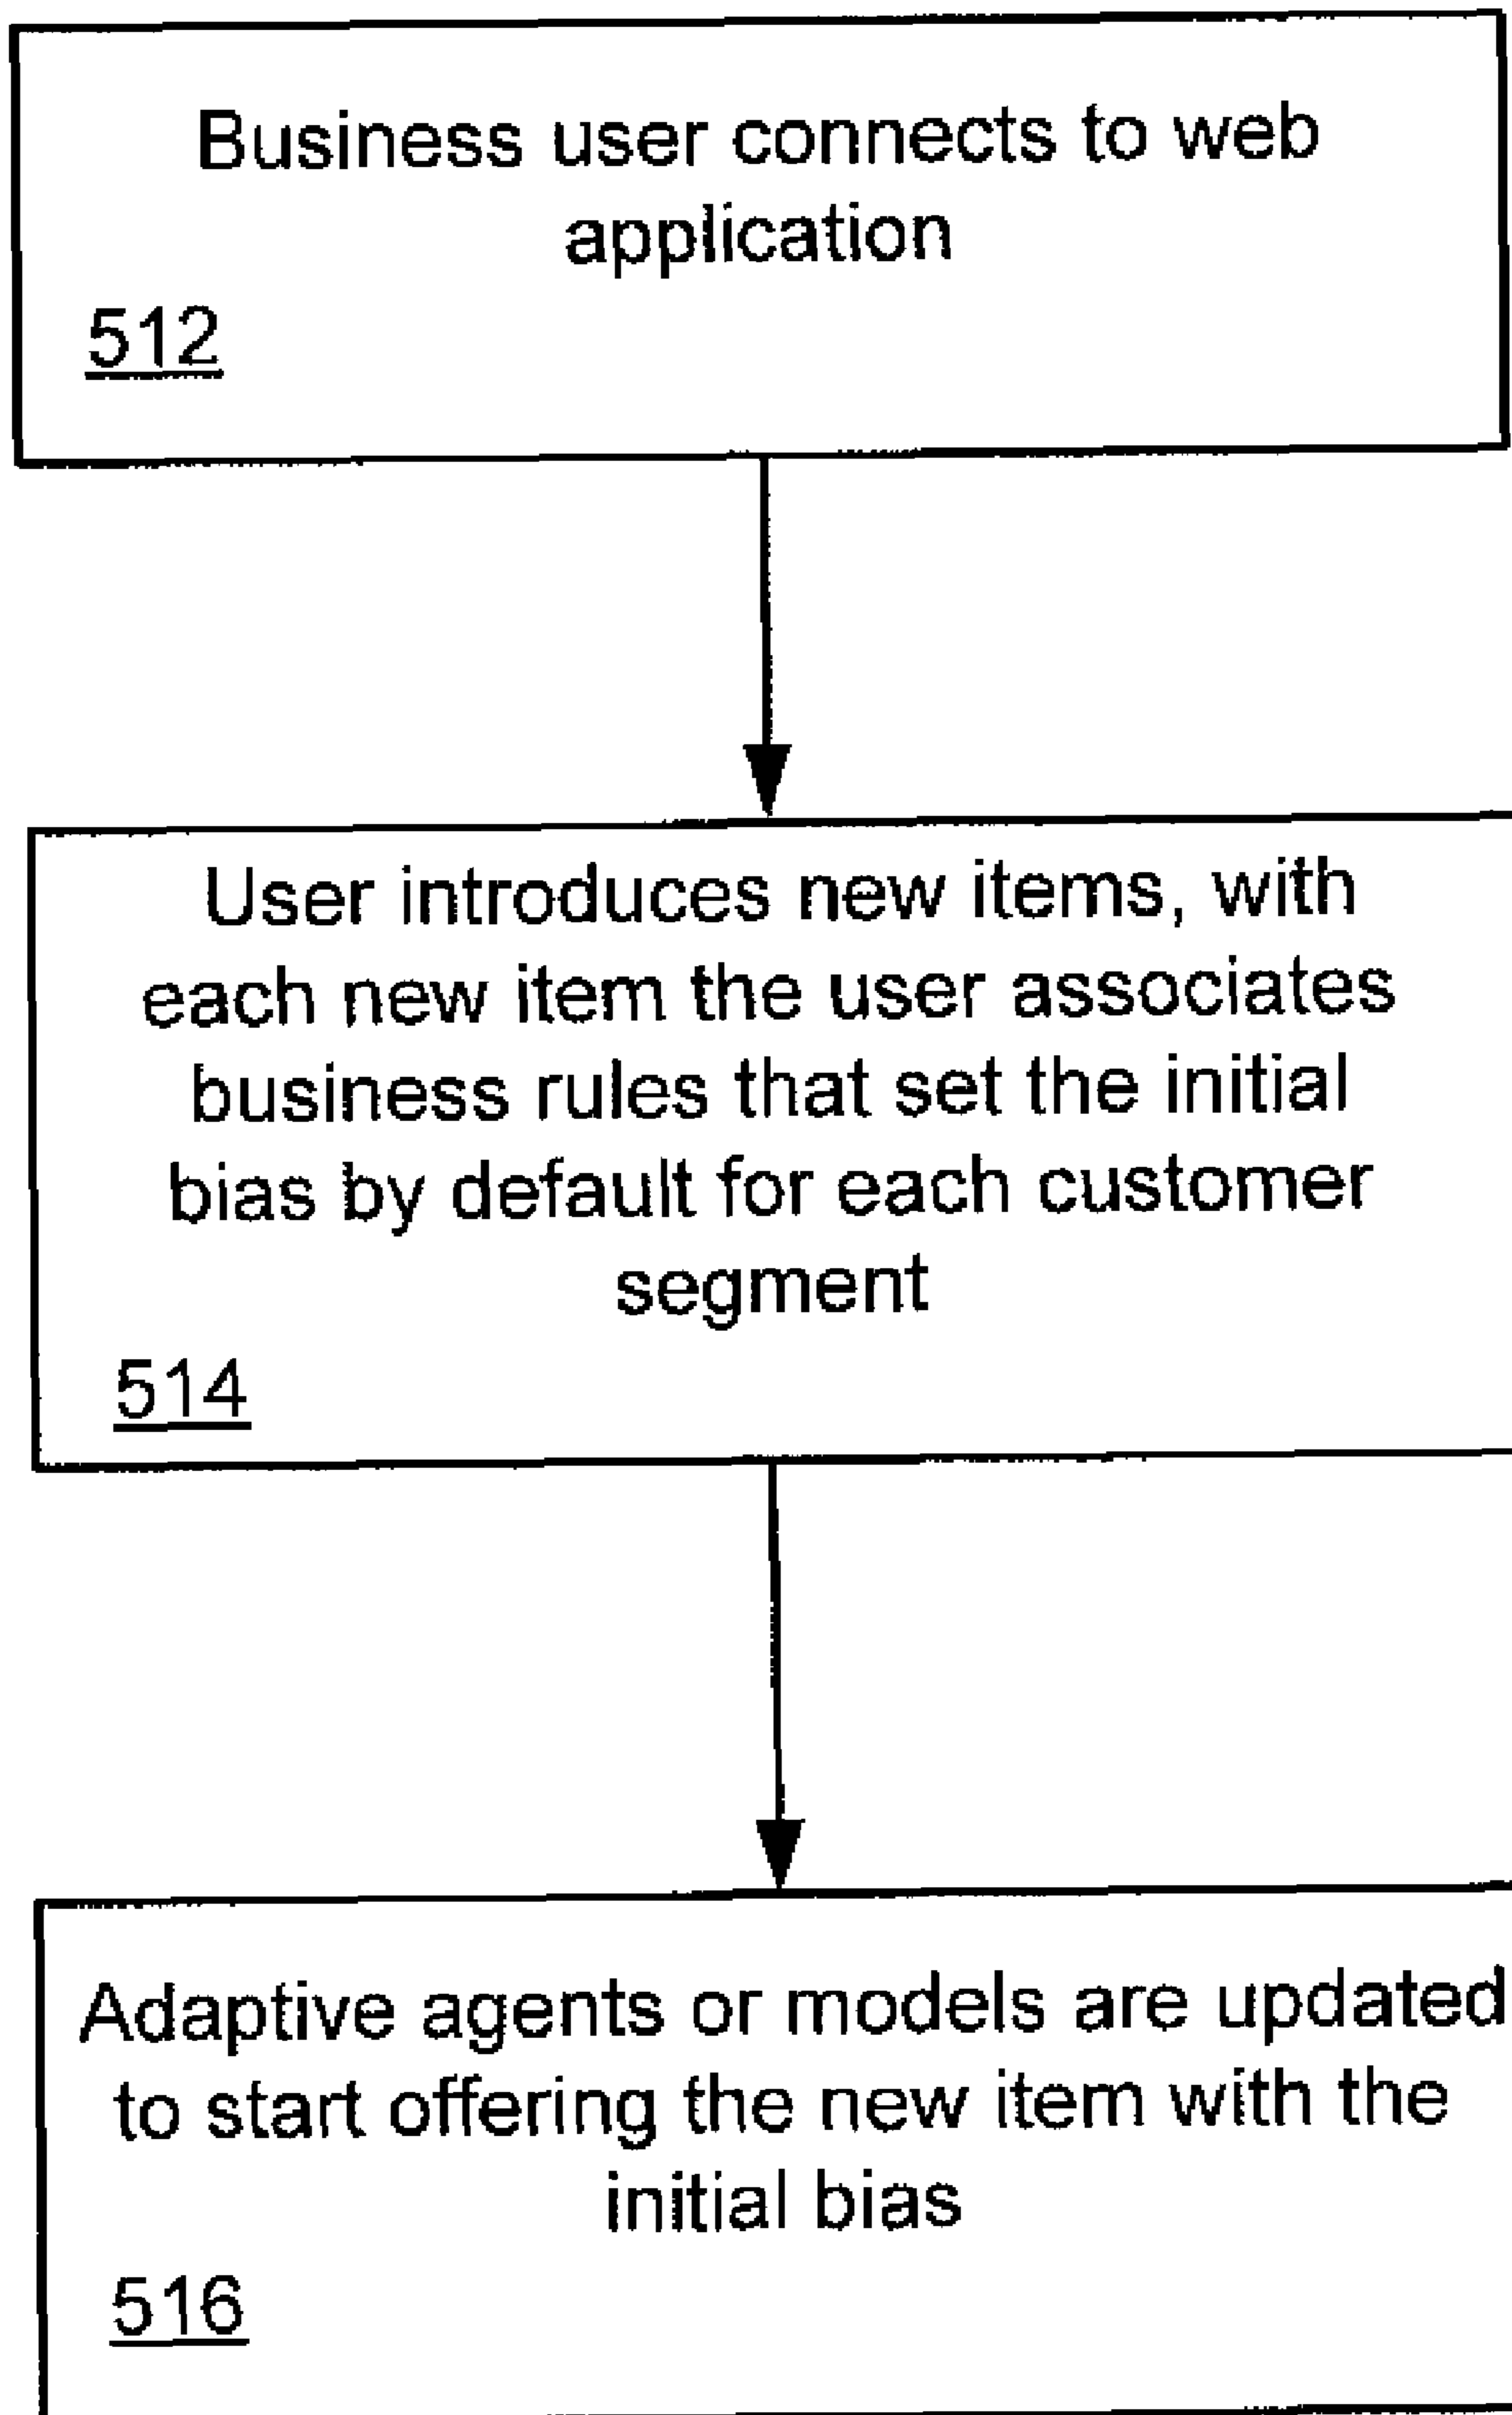 Business user connects to web
application
512
User introduces new items, with
each new item the user associates
business rules that set the initial
bias by default for each customer
segment
514
Adaptive agents or models are updated
to start offering the new item with the
initial bias
516